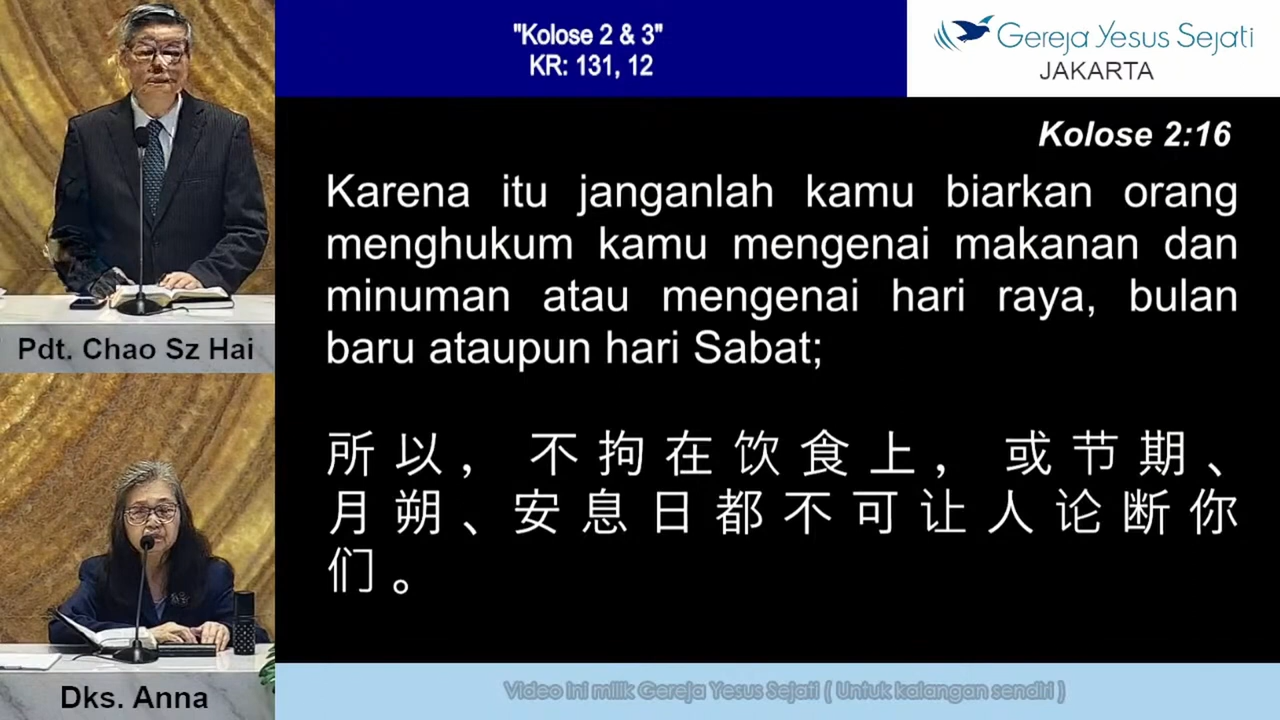 "Kolose 2 & 3"
KR: 131, 12
Gereja Yesus Sejati
JAKARTA
Kolose 2:16
Karena itu janganlah kamu biarkan orang
menghukum kamu mengenai makanan dan
minuman atau mengenai hari raya, bulan
baru ataupun hari Sabat;
所以，不拘在饮食上，或节期、
月朔、安息日都不可让人论断你
们。
Pdt. Chao Sz Hai
Dks. Anna
Video ini milik Gereja Yesus Sejati ( Untuk kalangan sendiri )